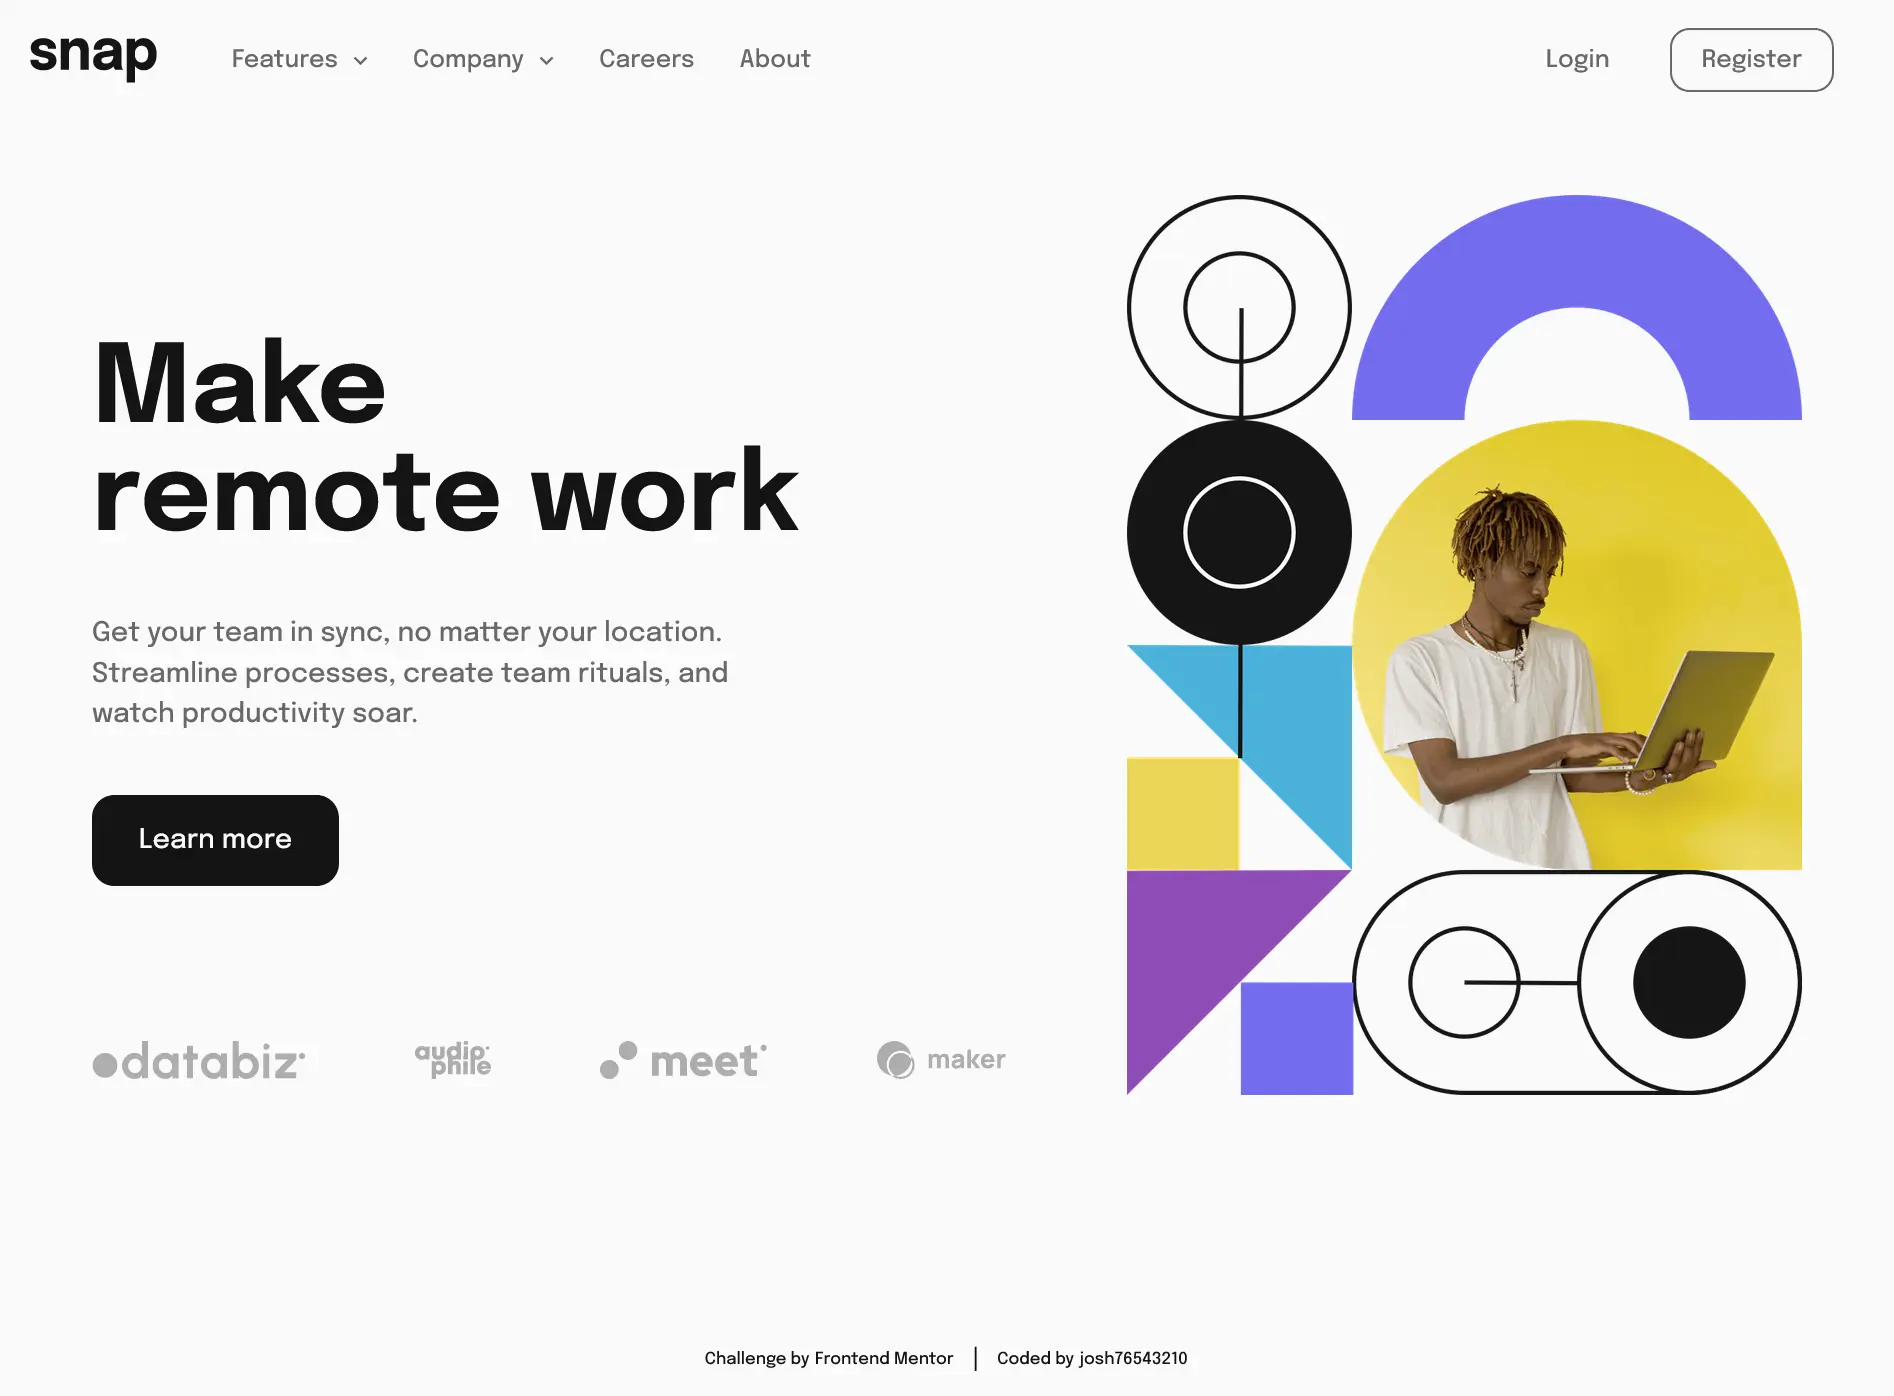 snap
Features
Company
Careers
About
Login
Register
Make
remote work
Get your team in sync, no matter your location.
Streamline processes, create team rituals, and
watch productivity soar.
Learn more
databiz
audio
phile
meet
maker
Challenge by Frontend Mentor | Coded by josh76543210